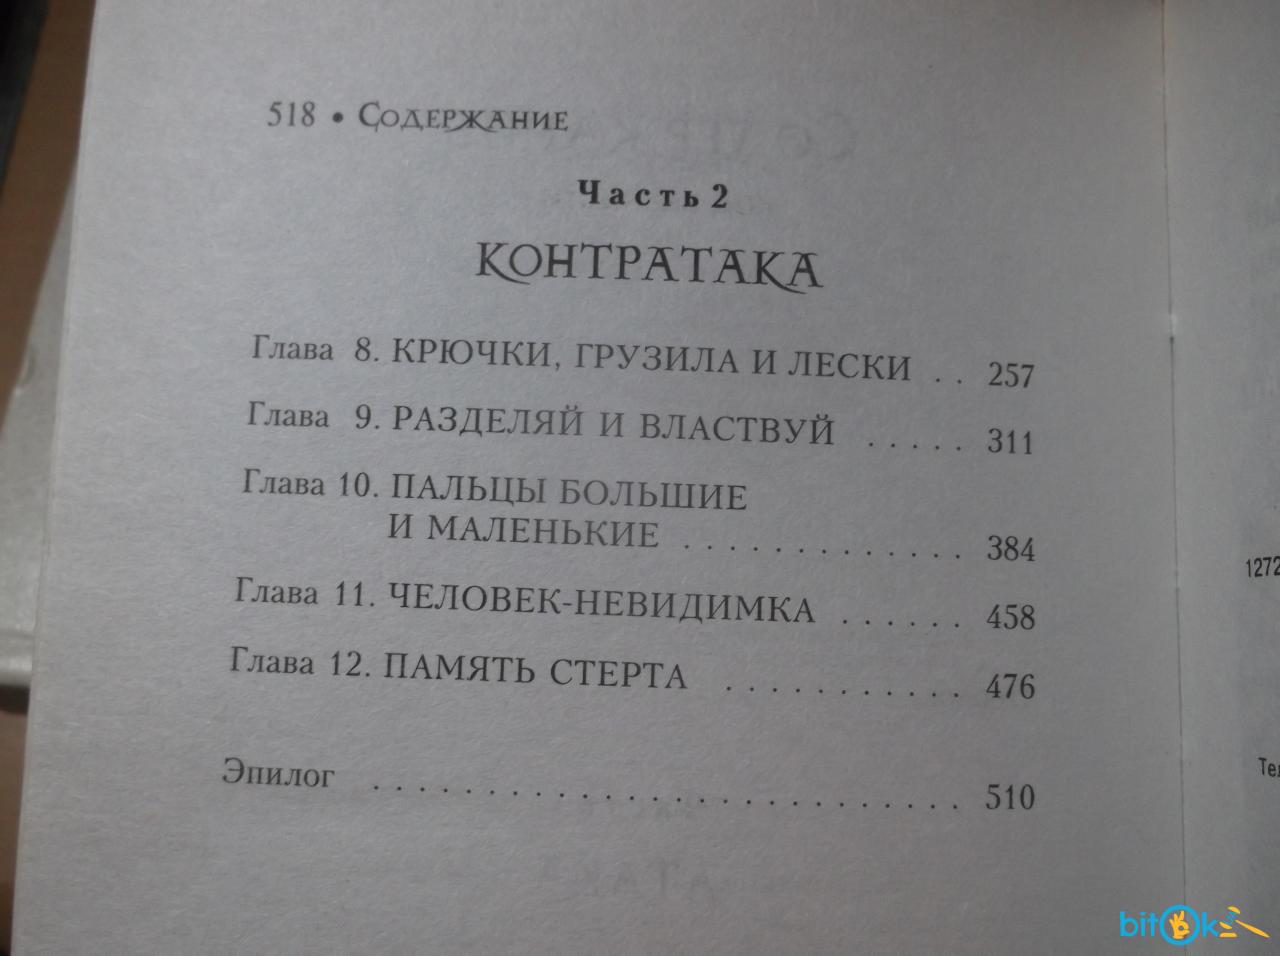 518 • Содержание
Часть 2
КОНТРАТАКА
Глава 8. КРЮЧКИ, ГРУЗИЛА И ЛЕСКИ . . 257
Глава 9. РАЗДЕЛЯЙ И ВЛАСТВУЙ . . . . . 311
Глава 10. ПАЛЬЦЫ БОЛЬШИЕ
И МАЛЕНЬКИЕ . . . . . . . . . . . . . 384
Глава 11. ЧЕЛОВЕК-НЕВИДИМКА . . . . . . 458
Глава 12. ПАМЯТЬ СТЕРТА . . . . . . . . . . . 476
Эпилог . . . . . . . . . . . . . . . . . . . . . . . . . . 510
1272